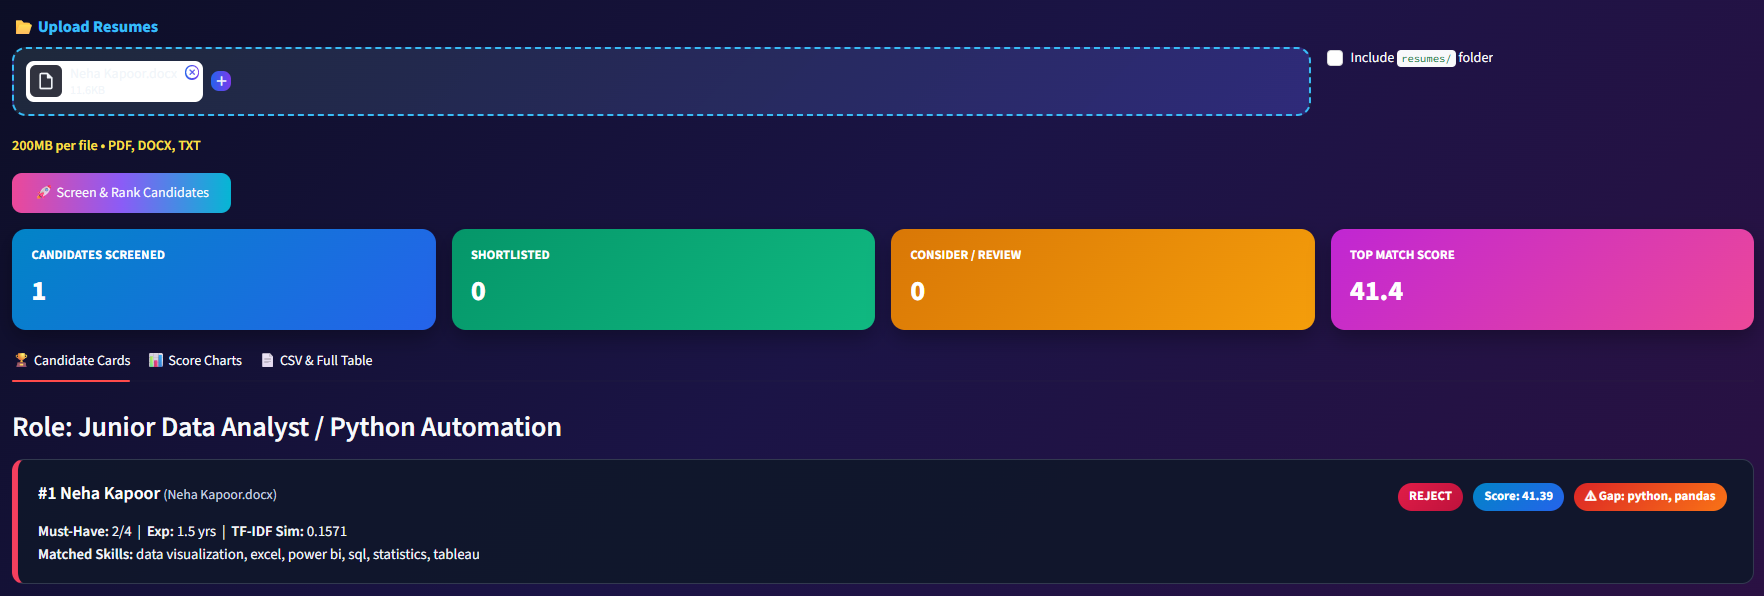 📂 Upload Resumes
Neha Kapoor.docx
11.6KB
Include resumes/ folder
200MB per file • PDF, DOCX, TXT
🚀 Screen & Rank Candidates
CANDIDATES SCREENED
1
SHORTLISTED
0
CONSIDER / REVIEW
0
TOP MATCH SCORE
41.4
🏆 Candidate Cards
📊 Score Charts
📄 CSV & Full Table
Role: Junior Data Analyst / Python Automation
#1 Neha Kapoor (Neha Kapoor.docx)
REJECT
Score: 41.39
⚠ Gap: python, pandas
Must-Have: 2/4 | Exp: 1.5 yrs | TF-IDF Sim: 0.1571
Matched Skills: data visualization, excel, power bi, sql, statistics, tableau